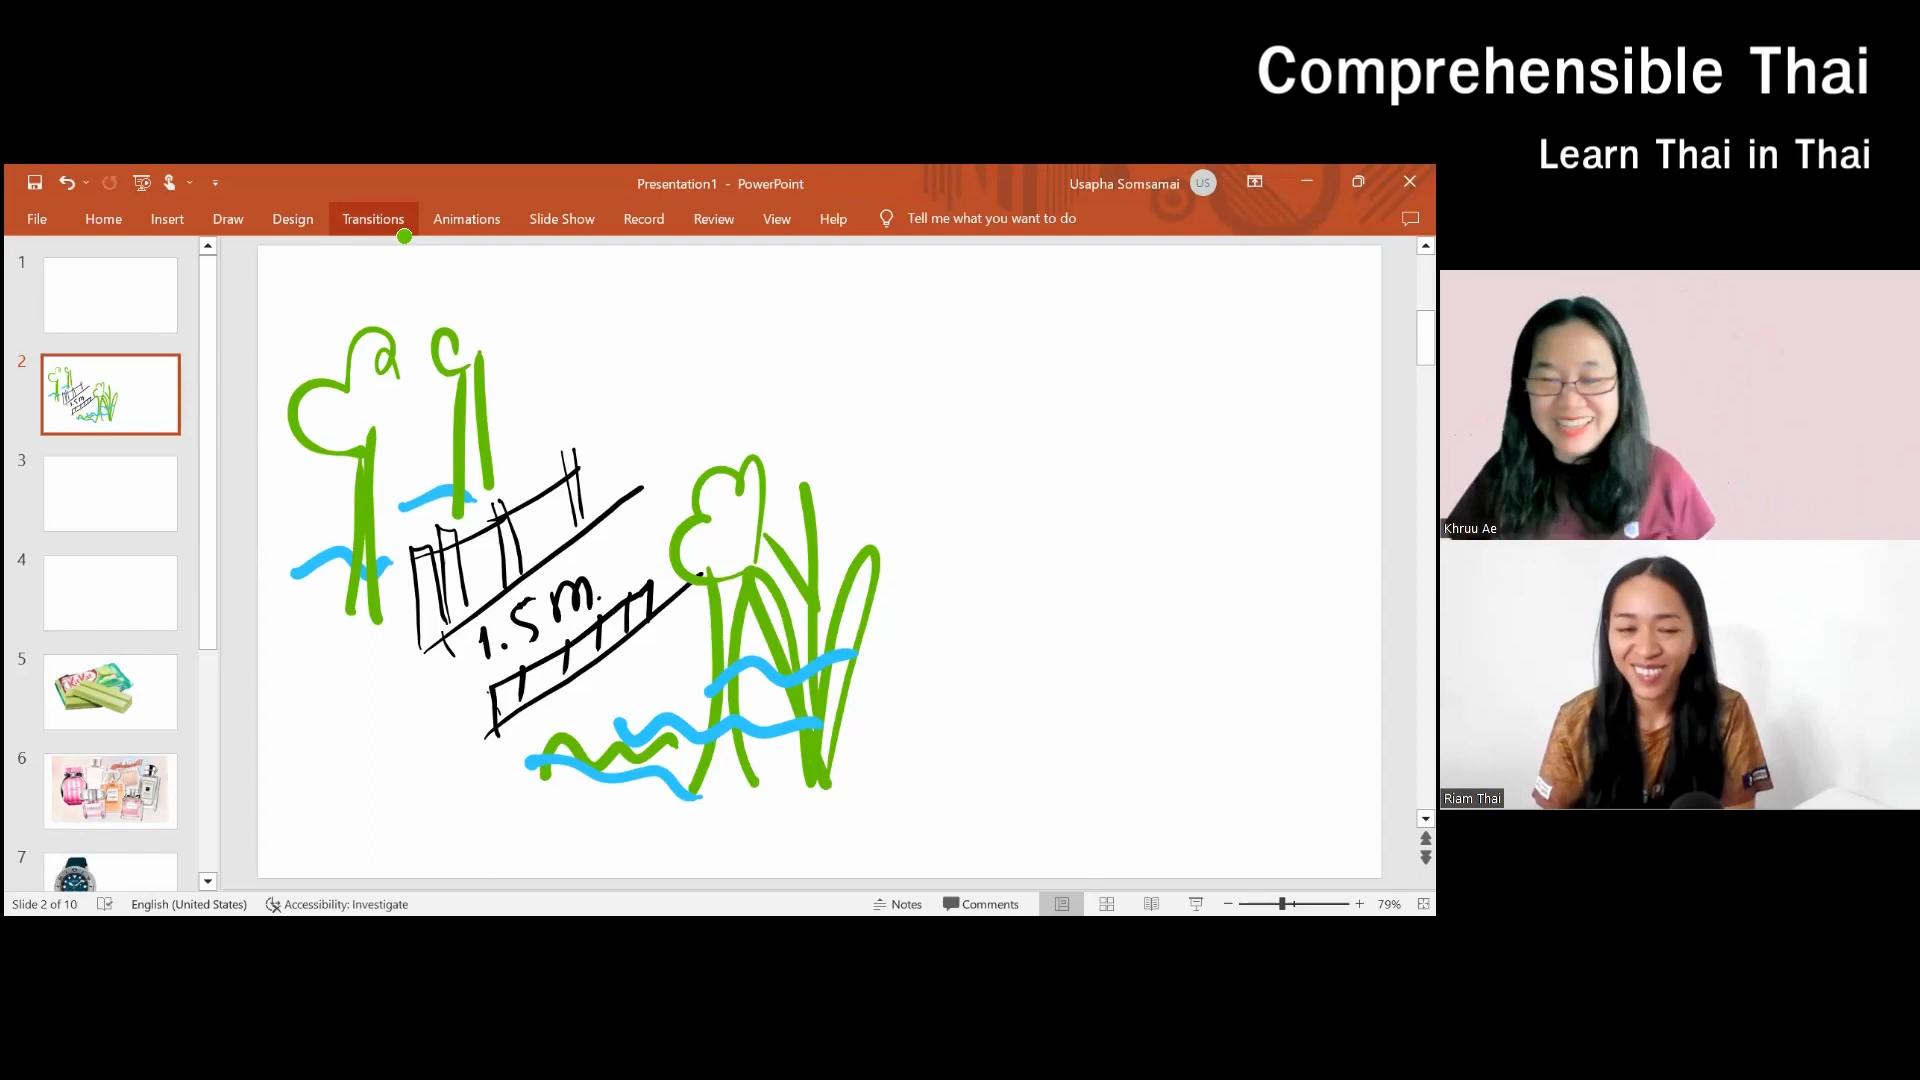 Comprehensible Thai
Learn Thai in Thai
Presentation1 - PowerPoint
Usapha Somsamai
US
File Home Insert Draw Design Transitions Animations Slide Show Record Review View Help Tell me what you want to do
1
2
3
4
5
6
7
1.5 m.
Khruu Ae
Riam Thai
Slide 2 of 10
English (United States)
Accessibility: Investigate
Notes
Comments
79%